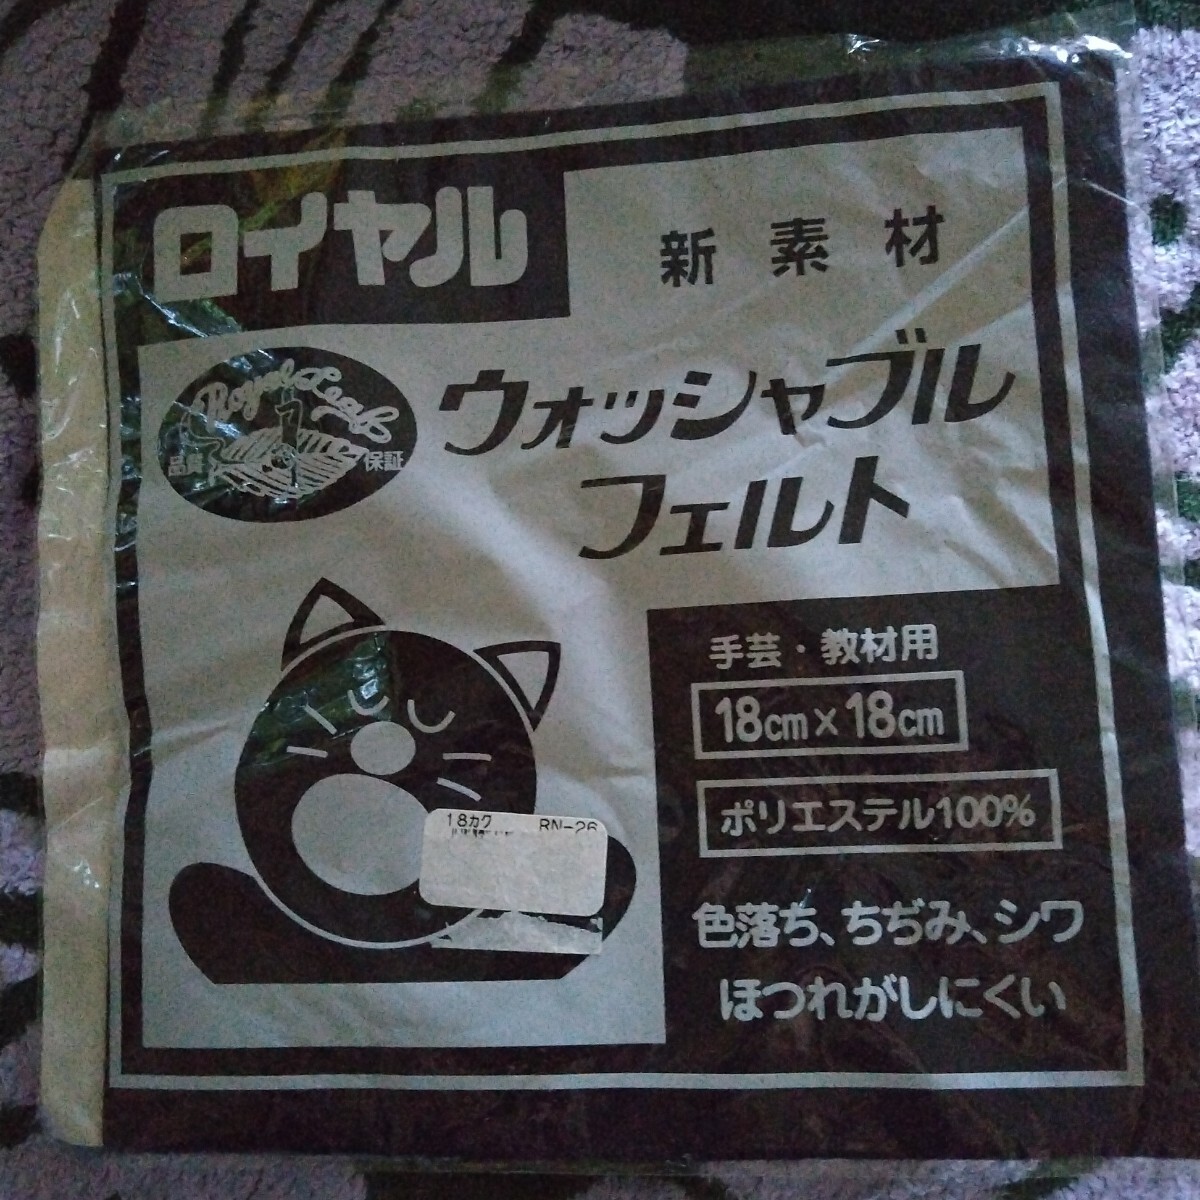 ロイヤル
新素材
Royal Leaf
品質 保証
ウォッシャブル
フェルト
手芸・教材用
18cm×18cm
ポリエステル100%
色落ち、ちぢみ、シワ
ほつれがしにくい
18カク RN-26